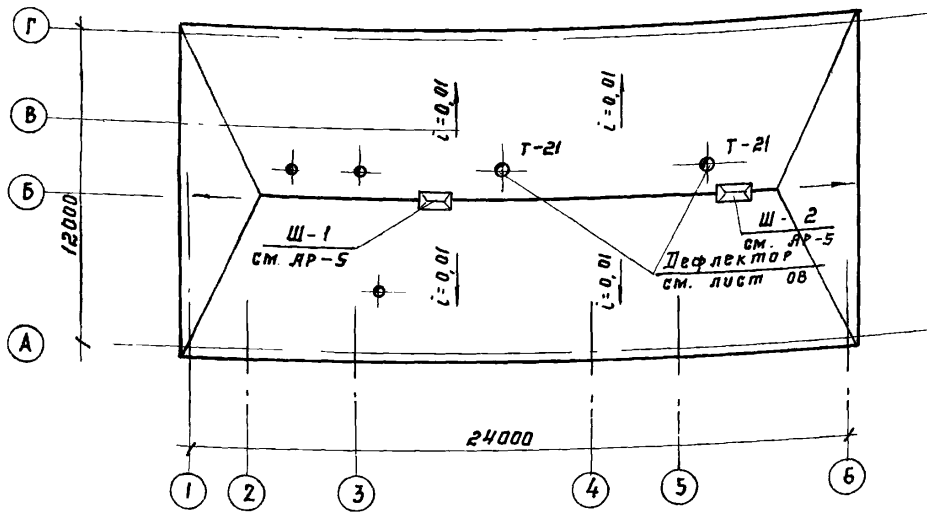 Г
В
Б
А
12000
i=0,01
i=0,01
Т-21
Т-21
Ш-1
см. АР-5
Ш-2
см. АР-5
Дефлектор
см. лист ОВ
i=0,01
i=0,01
24000
1
2
3
4
5
6